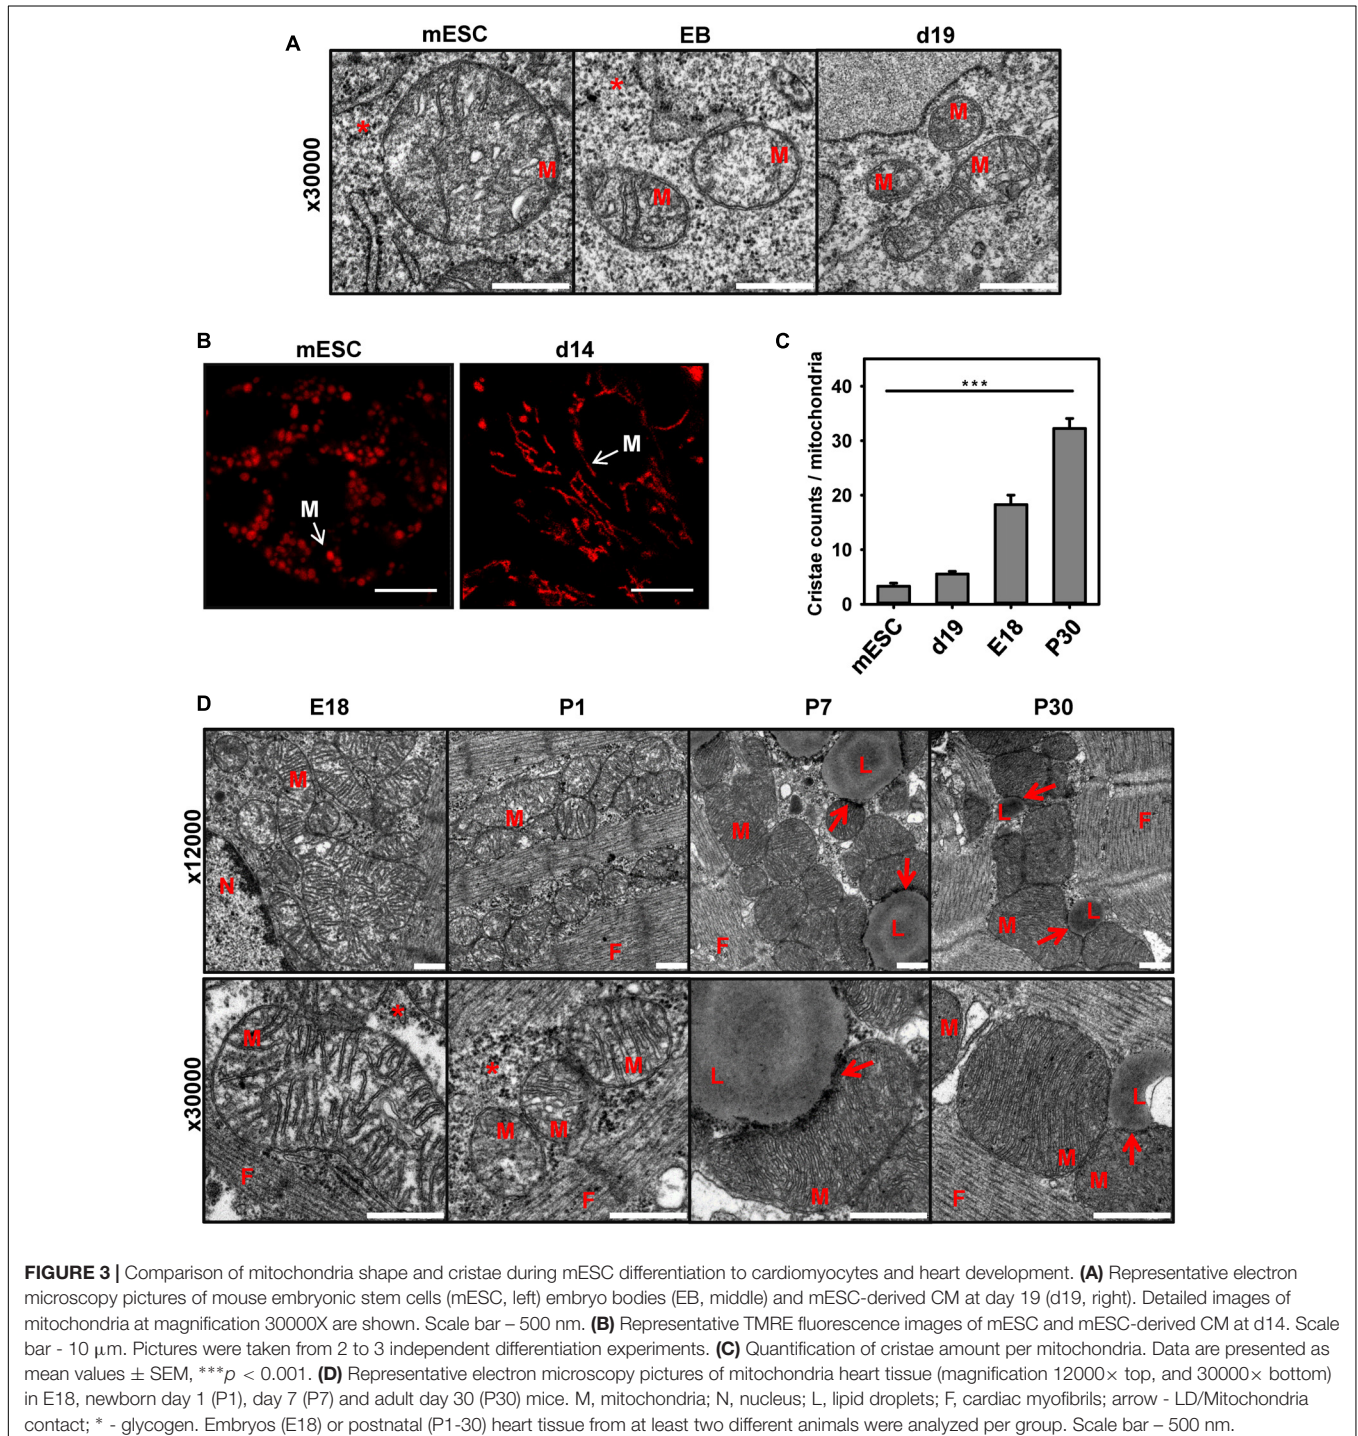 mESC EB d19
A
x30000
* M
* M M
M M M
B
mESC d14
M
M
C
Cristae counts / mitochondria
40
30
20
10
0
***
mESC d19 E18 P30
D
E18 P1 P7 P30
x12000
M N
M F
L M L F
L F M L
x30000
M * F
* M M M F
L M
M L M M F
FIGURE 3 | Comparison of mitochondria shape and cristae during mESC differentiation to cardiomyocytes and heart development. (A) Representative electron
microscopy pictures of mouse embryonic stem cells (mESC, left) embryo bodies (EB, middle) and mESC-derived CM at day 19 (d19, right). Detailed images of
mitochondria at magnification 30000X are shown. Scale bar – 500 nm. (B) Representative TMRE fluorescence images of mESC and mESC-derived CM at d14. Scale
bar - 10 μm. Pictures were taken from 2 to 3 independent differentiation experiments. (C) Quantification of cristae amount per mitochondria. Data are presented as
mean values ± SEM, ***p < 0.001. (D) Representative electron microscopy pictures of mitochondria heart tissue (magnification 12000× top, and 30000× bottom)
in E18, newborn day 1 (P1), day 7 (P7) and adult day 30 (P30) mice. M, mitochondria; N, nucleus; L, lipid droplets; F, cardiac myofibrils; arrow - LD/Mitochondria
contact; * - glycogen. Embryos (E18) or postnatal (P1-30) heart tissue from at least two different animals were analyzed per group. Scale bar – 500 nm.